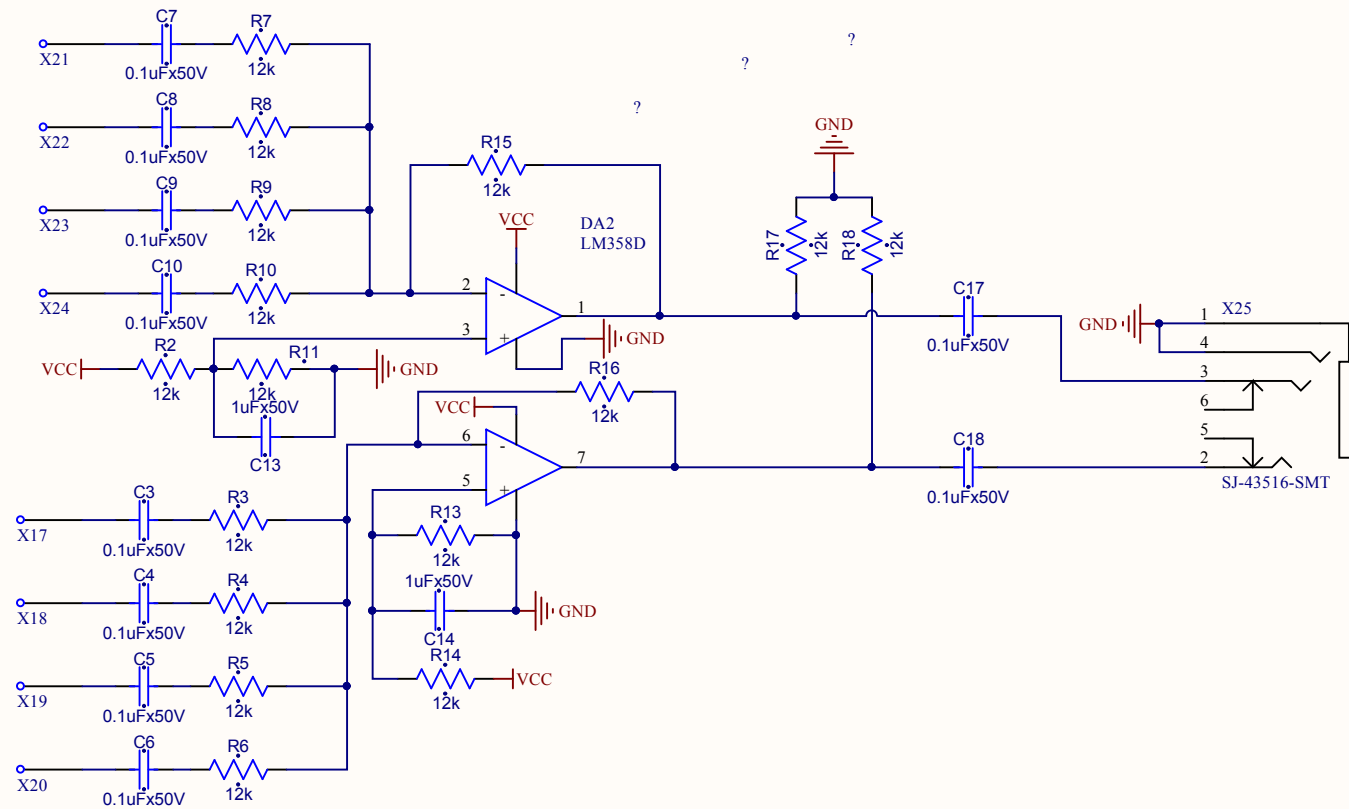 C7
R7
X21
0.1uFx50V
12k
?
?
?
C8
R8
X22
0.1uFx50V
12k
GND
R15
12k
C9
R9
X23
0.1uFx50V
12k
VCC
DA2
LM358D
R17
12k
R18
12k
C10
R10
X24
0.1uFx50V
12k
2
-
1
3
+
GND
C17
0.1uFx50V
GND
X25
1
4
3
6
5
2
SJ-43516-SMT
VCC
R2
12k
R11
12k
GND
1uFx50V
C13
R16
12k
VCC
6
-
7
5
+
C18
0.1uFx50V
C3
R3
X17
0.1uFx50V
12k
R13
12k
1uFx50V
C14
GND
C4
R4
X18
0.1uFx50V
12k
R14
12k
VCC
C5
R5
X19
0.1uFx50V
12k
C6
R6
X20
0.1uFx50V
12k